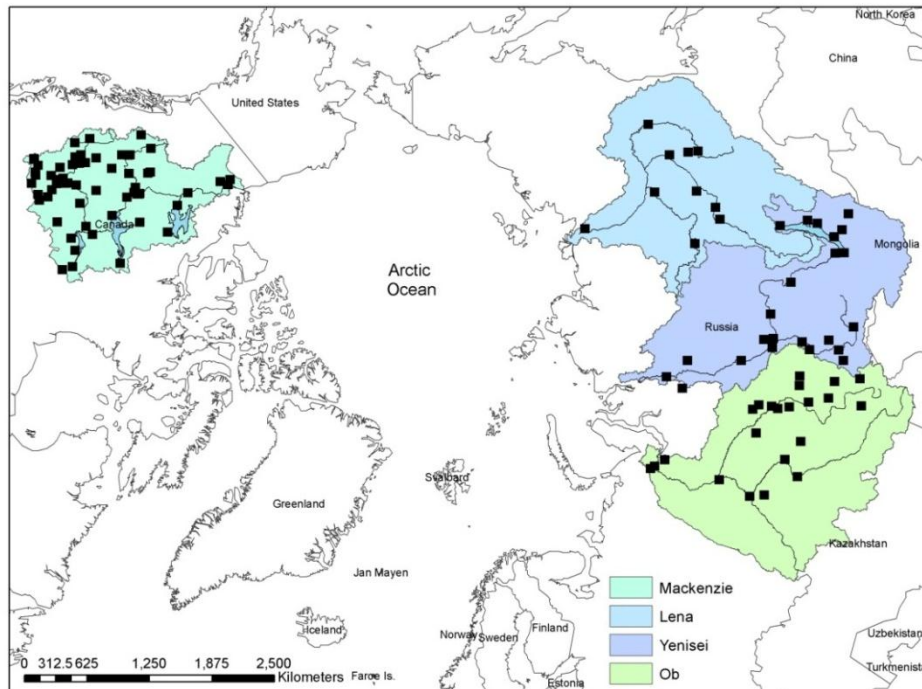 North Korea
China
United States
Canada
Mongolia
Arctic
Ocean
Russia
Svalbard
Greenland
Kazakhstan
Jan Mayen
Mackenzie
Lena
Yenisei
Ob
Iceland
Norway
Sweden
Finland
Uzbekistan
Turkmenist
Estonia
Faroe Is.
0 312.5 625 1,250 1,875 2,500
Kilometers